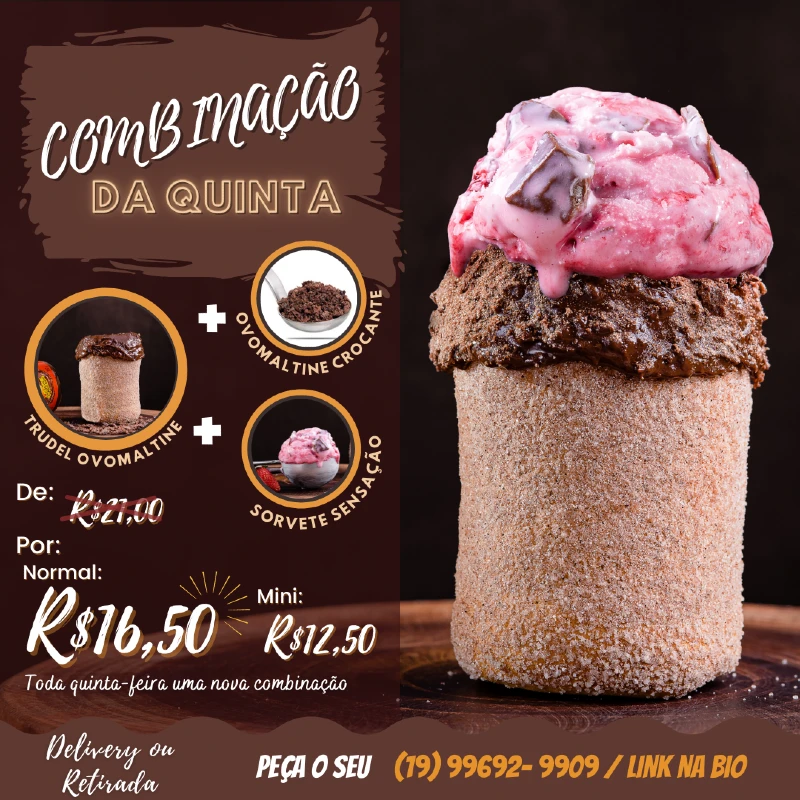 COMBINAÇÃO
DA QUINTA
+
OVOMALTINE CROCANTE
TRUDEL OVOMALTINE
+
SORVETE SENSAÇÃO
De: R$21,00
Por:
Normal:
R$16,50
Mini:
R$12,50
Toda quinta-feira uma nova combinação
Delivery ou
Retirada
PEÇA O SEU (19) 99692- 9909 / LINK NA BIO